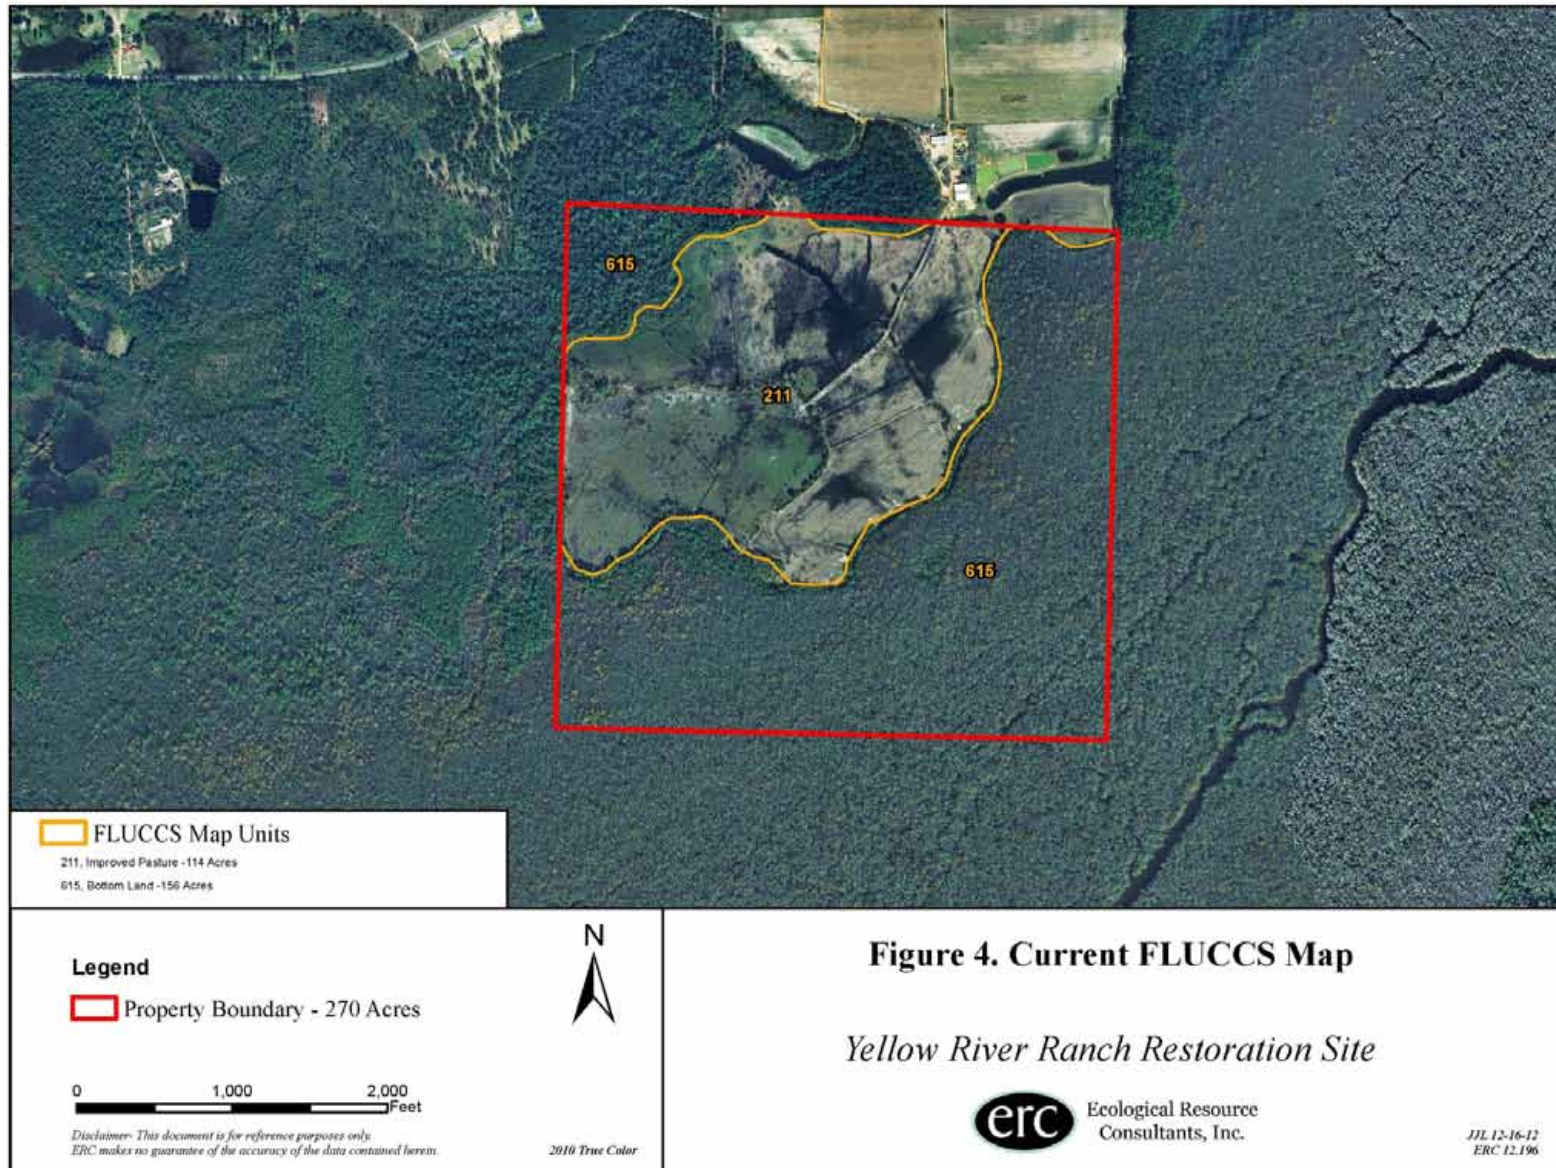 615
211
615
FLUCCS Map Units
211, Improved Pasture -114 Acres
615, Bottom Land -156 Acres
Legend
Property Boundary - 270 Acres
N
0 1,000 2,000
Feet
Disclaimer- This document is for reference purposes only.
ERC makes no guarantee of the accuracy of the data contained herein.
2010 True Color
Figure 4. Current FLUCCS Map
Yellow River Ranch Restoration Site
erc
Ecological Resource
Consultants, Inc.
JJL 12-16-12
ERC 12.196